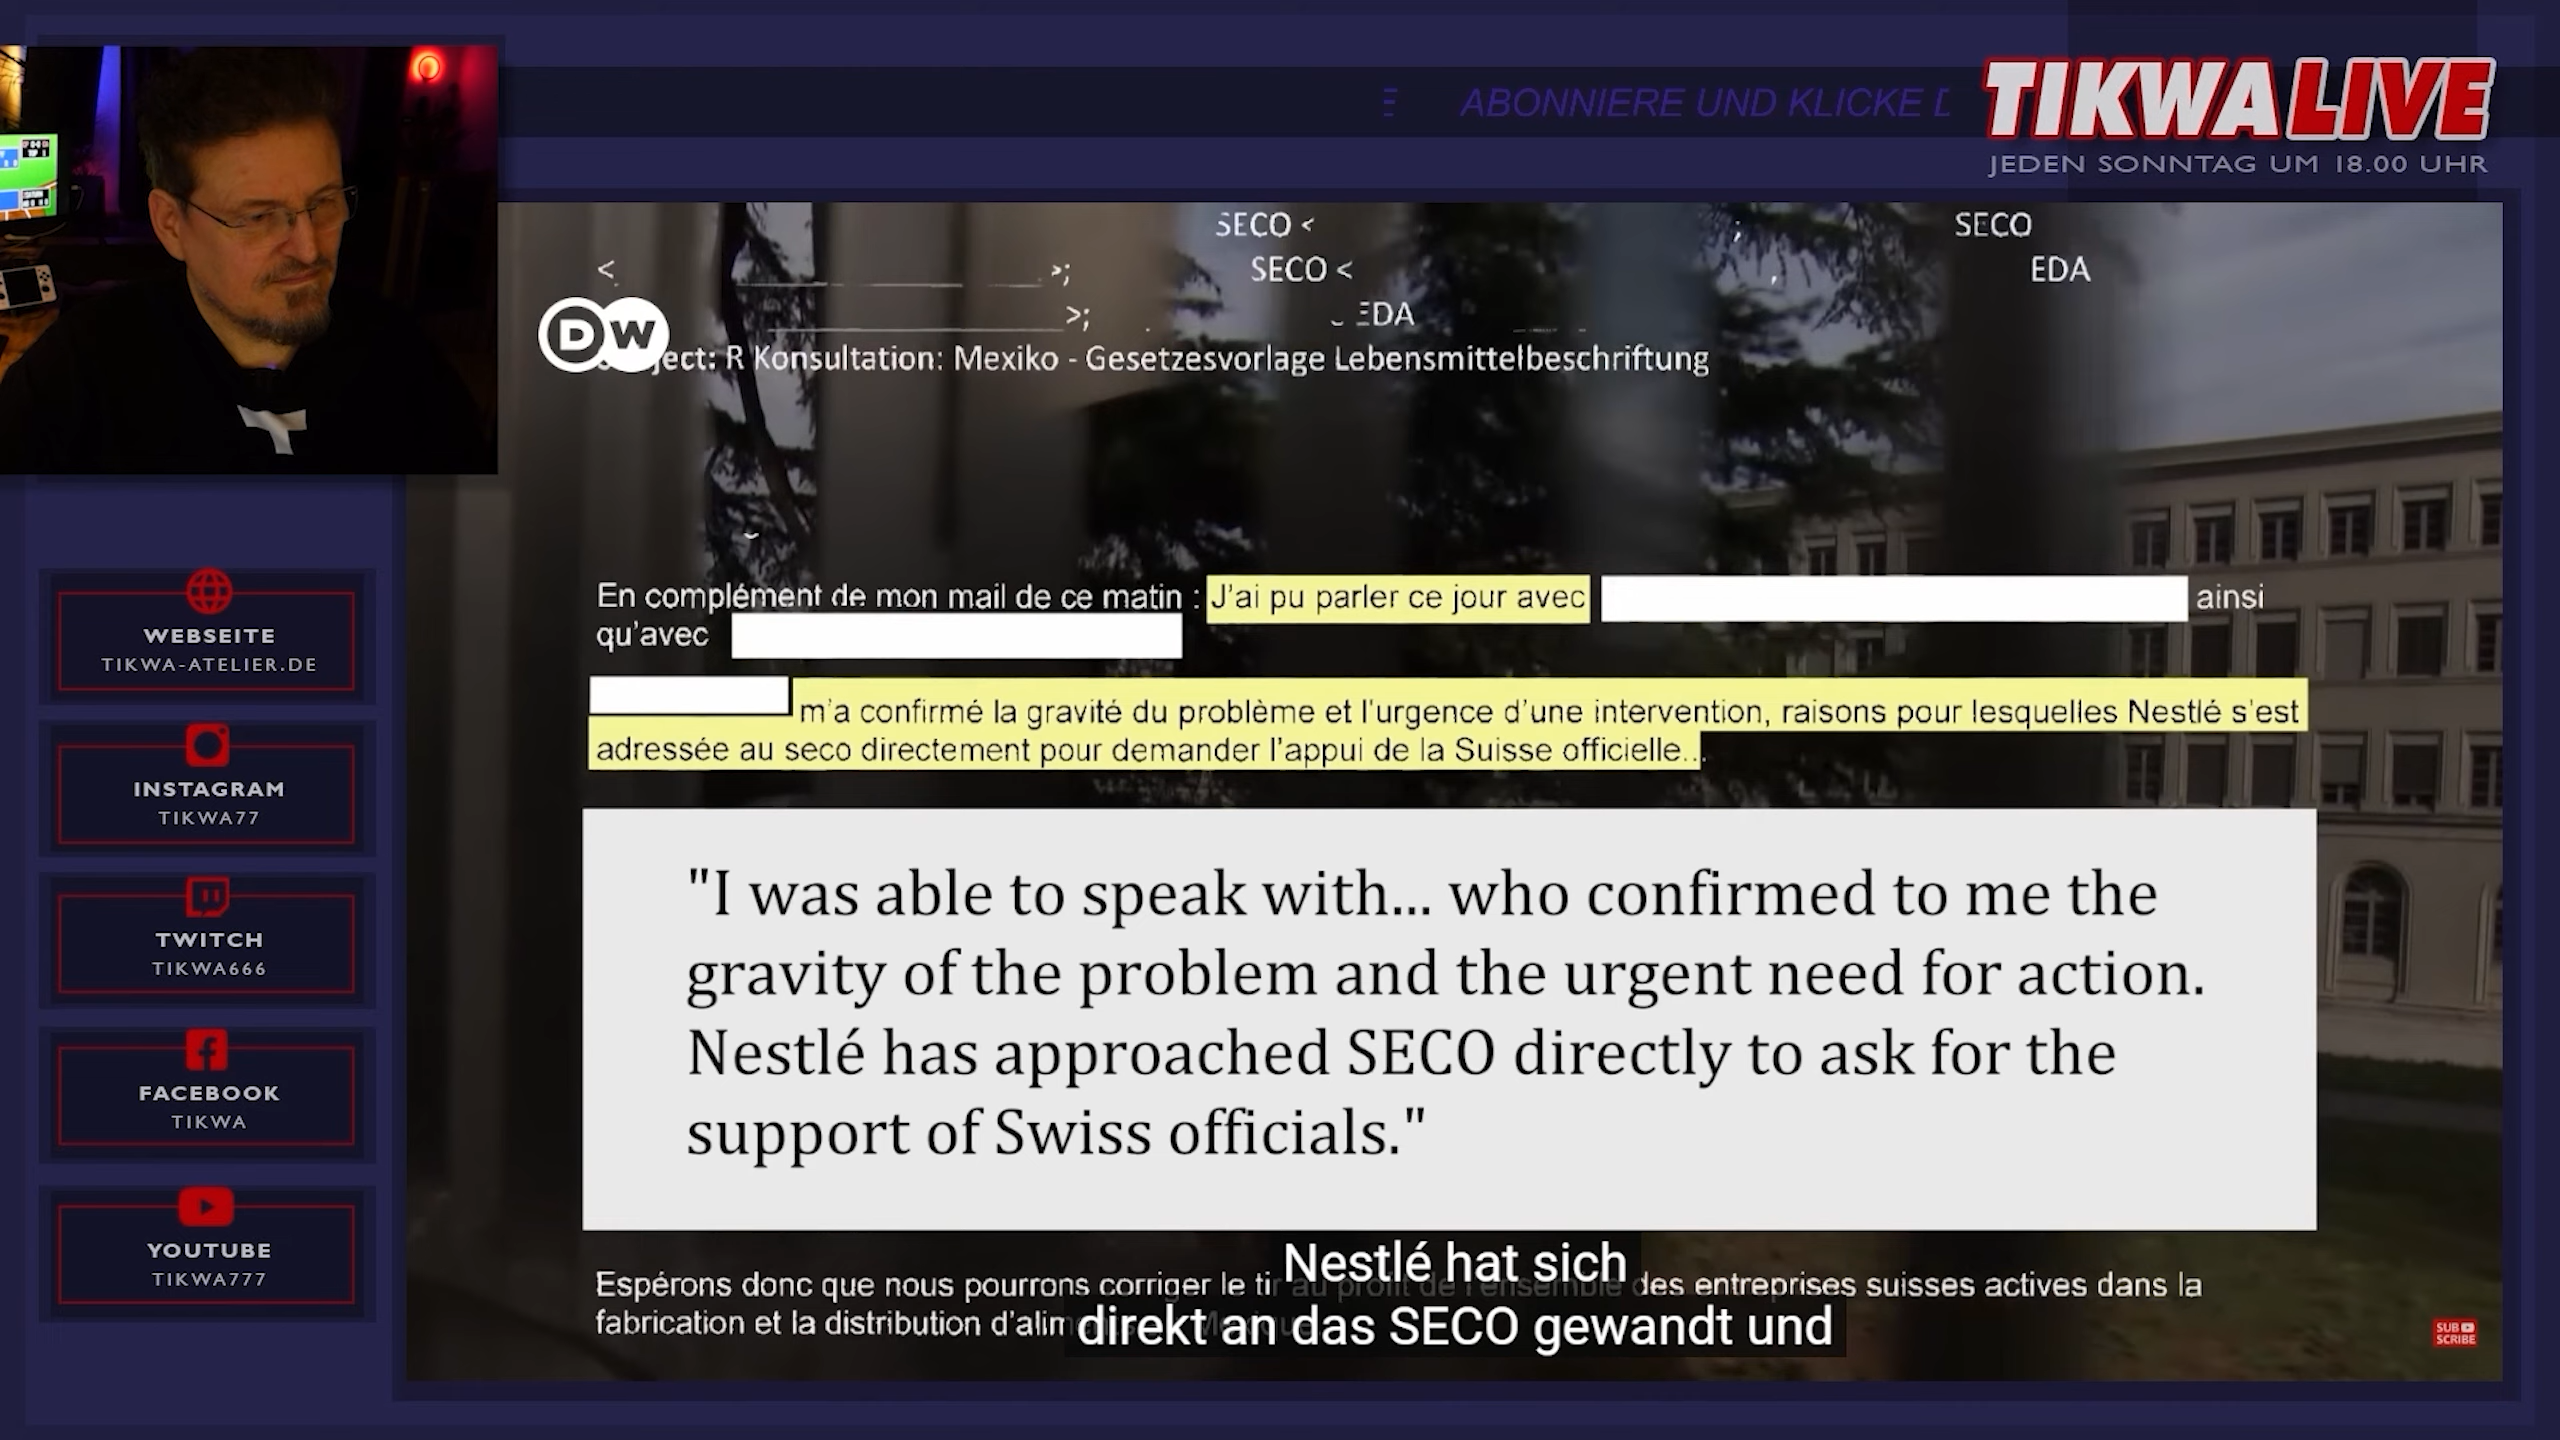 ABONNIERE UND KLICKE
TIKWA LIVE
JEDEN SONNTAG UM 18.00 UHR
SECO < ; SECO
< >; SECO < , EDA
>; EDA
DW
ject: R Konsultation: Mexiko - Gesetzesvorlage Lebensmittelbeschriftung
En complément de mon mail de ce matin : J'ai pu parler ce jour avec ainsi
qu'avec
m'a confirmé la gravité du problème et l'urgence d'une intervention, raisons pour lesquelles Nestlé s'est
adressée au seco directement pour demander l'appui de la Suisse officielle...
"I was able to speak with... who confirmed to me the
gravity of the problem and the urgent need for action.
Nestlé has approached SECO directly to ask for the
support of Swiss officials."
Espérons donc que nous pourrons corriger le tir au profit de l'ensemble des entreprises suisses actives dans la
fabrication et la distribution d'alim
Nestlé hat sich
direkt an das SECO gewandt und
SUB
SCRIBE
WEBSEITE
TIKWA-ATELIER.DE
INSTAGRAM
TIKWA77
TWITCH
TIKWA666
FACEBOOK
TIKWA
YOUTUBE
TIKWA777